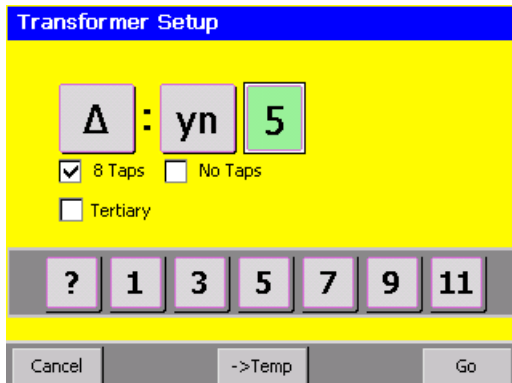 Transformer Setup
Δ : yn 5
8 Taps No Taps
Tertiary
? 1 3 5 7 9 11
Cancel ->Temp Go